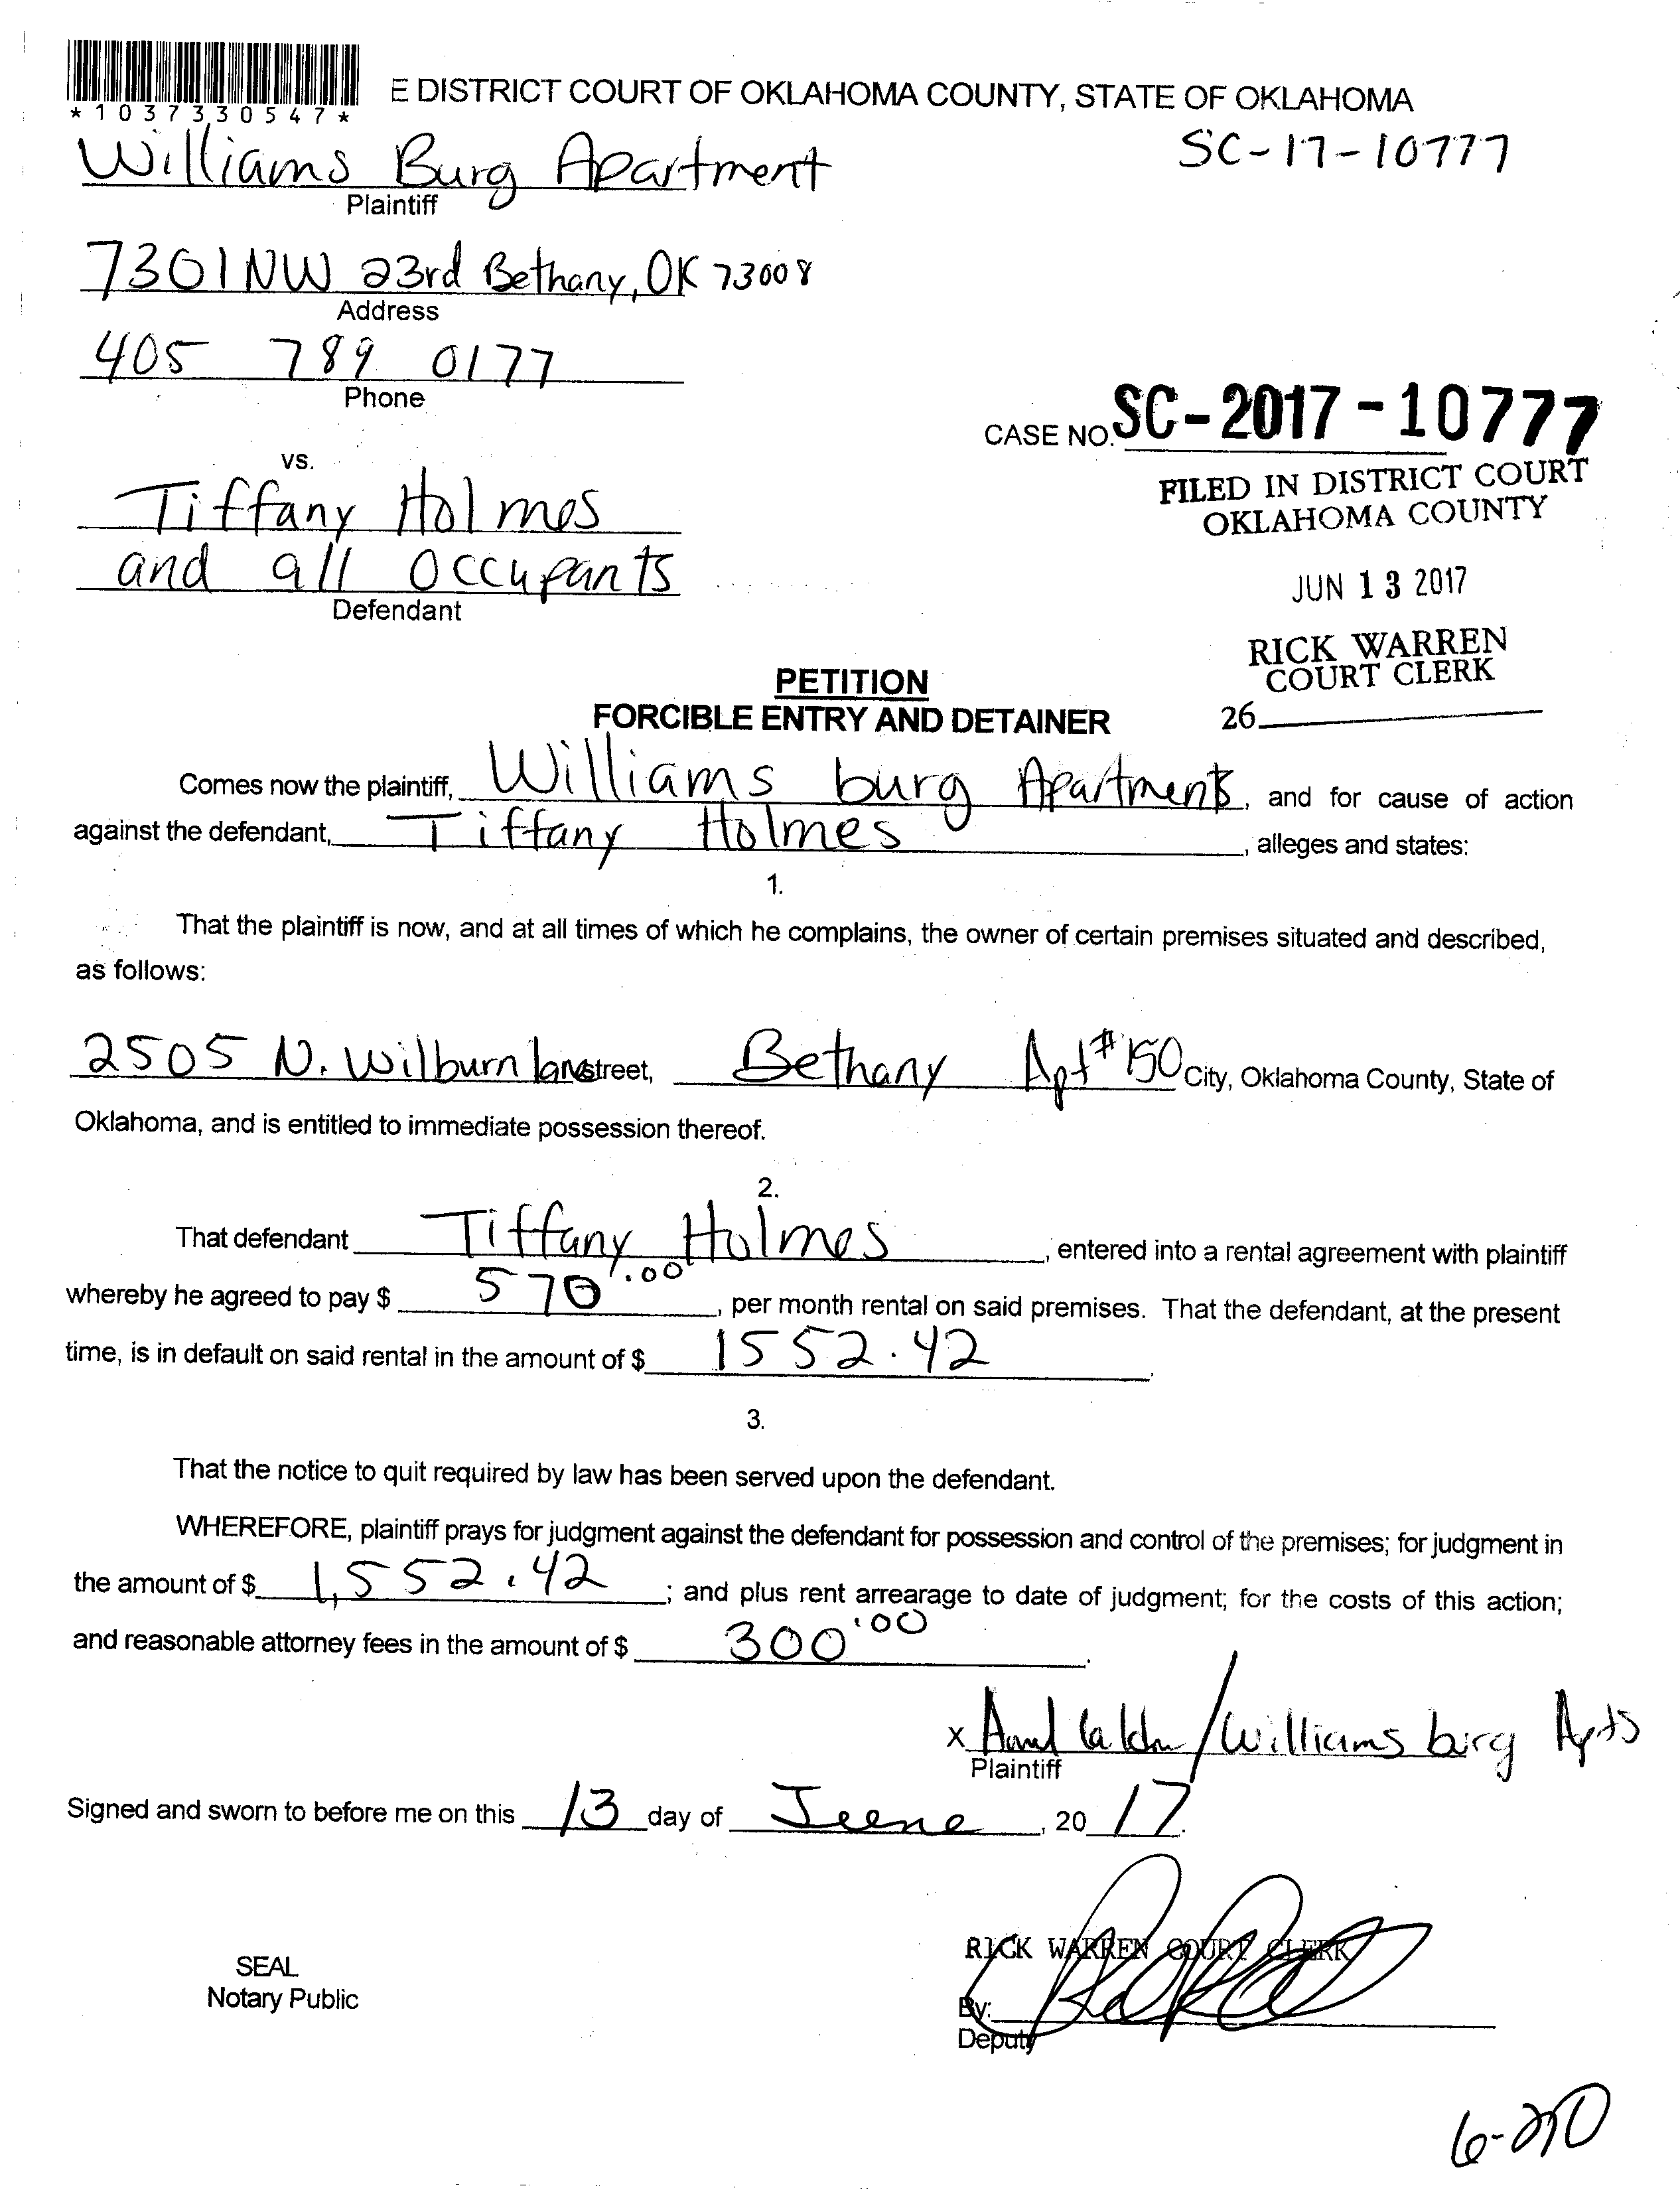 *1037330547*
E DISTRICT COURT OF OKLAHOMA COUNTY, STATE OF OKLAHOMA
Williams Burg Apartment
SC-17-10777
Plaintiff
7301 NW 23rd Bethany, OK 73008
Address
405 789 0177
Phone
CASE NO. SC-2017-10777
vs.
FILED IN DISTRICT COURT
OKLAHOMA COUNTY
Tiffany Holmes
and all Occupants
Defendant
JUN 13 2017
RICK WARREN
COURT CLERK
26
PETITION
FORCIBLE ENTRY AND DETAINER
Comes now the plaintiff, Williams burg Apartments, and for cause of action
against the defendant, Tiffany Holmes, alleges and states:
1.
That the plaintiff is now, and at all times of which he complains, the owner of certain premises situated and described,
as follows:
2505 N. Wilburn lane street, Bethany Apt #150 City, Oklahoma County, State of
Oklahoma, and is entitled to immediate possession thereof.
2.
That defendant Tiffany Holmes, entered into a rental agreement with plaintiff
whereby he agreed to pay $ 570.00, per month rental on said premises. That the defendant, at the present
time, is in default on said rental in the amount of $ 1552.42.
3.
That the notice to quit required by law has been served upon the defendant.
WHEREFORE, plaintiff prays for judgment against the defendant for possession and control of the premises; for judgment in
the amount of $ 1,552.42; and plus rent arrearage to date of judgment; for the costs of this action;
and reasonable attorney fees in the amount of $ 300.00.
x /Williams burg Apts
Plaintiff
Signed and sworn to before me on this 13 day of June, 2017.
RICK WARREN COURT CLERK
SEAL
Notary Public
By:
Deputy